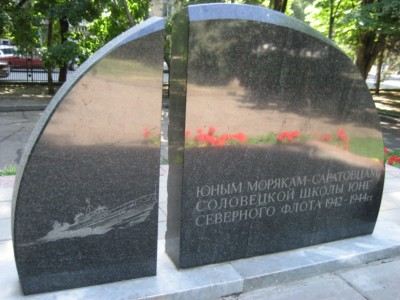 ЮНЫМ МОРЯКАМ-САРАТОВЦАМ
СОЛОВЕЦКОЙ ШКОЛЫ ЮНГ
СЕВЕРНОГО ФЛОТА 1942-1944гг.